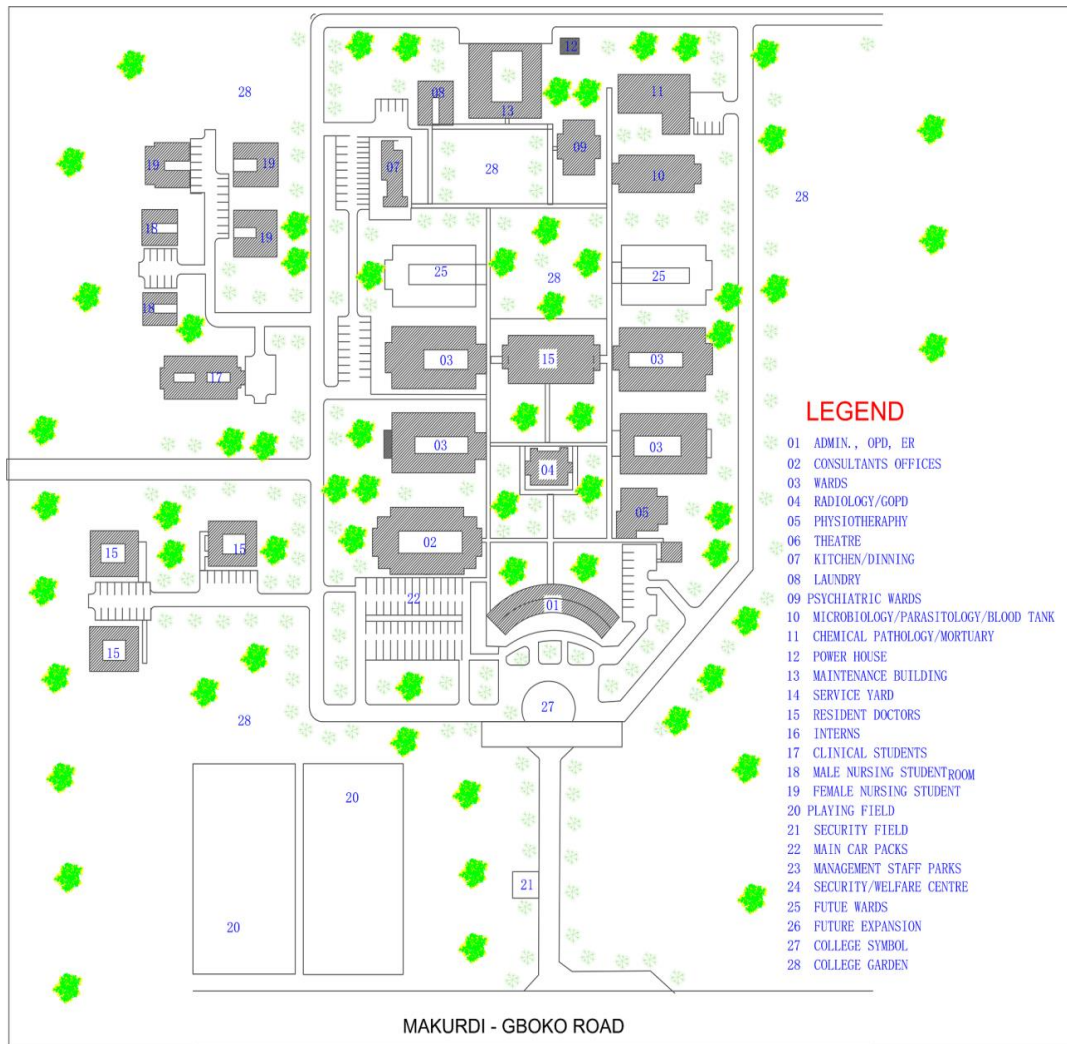 12
28
08
11
13
19
19
07
09
28
10
28
18
19
25
28
25
18
03
15
03
17
LEGEND
03
03
01 ADMIN., OPD, ER
02 CONSULTANTS OFFICES
04
03 WARDS
04 RADIOLOGY/GOPD
05
05 PHYSIOTHERAPHY
02
06 THEATRE
15
15
07 KITCHEN/DINNING
08 LAUNDRY
22
01
09 PSYCHIATRIC WARDS
10 MICROBIOLOGY/PARASITOLOGY/BLOOD TANK
11 CHEMICAL PATHOLOGY/MORTUARY
15
12 POWER HOUSE
13 MAINTENANCE BUILDING
14 SERVICE YARD
28
27
15 RESIDENT DOCTORS
16 INTERNS
17 CLINICAL STUDENTS
18 MALE NURSING STUDENT ROOM
19 FEMALE NURSING STUDENT
20
20 PLAYING FIELD
21 SECURITY FIELD
22 MAIN CAR PACKS
23 MANAGEMENT STAFF PARKS
21
24 SECURITY/WELFARE CENTRE
25 FUTUE WARDS
20
26 FUTURE EXPANSION
27 COLLEGE SYMBOL
28 COLLEGE GARDEN
MAKURDI - GBOKO ROAD